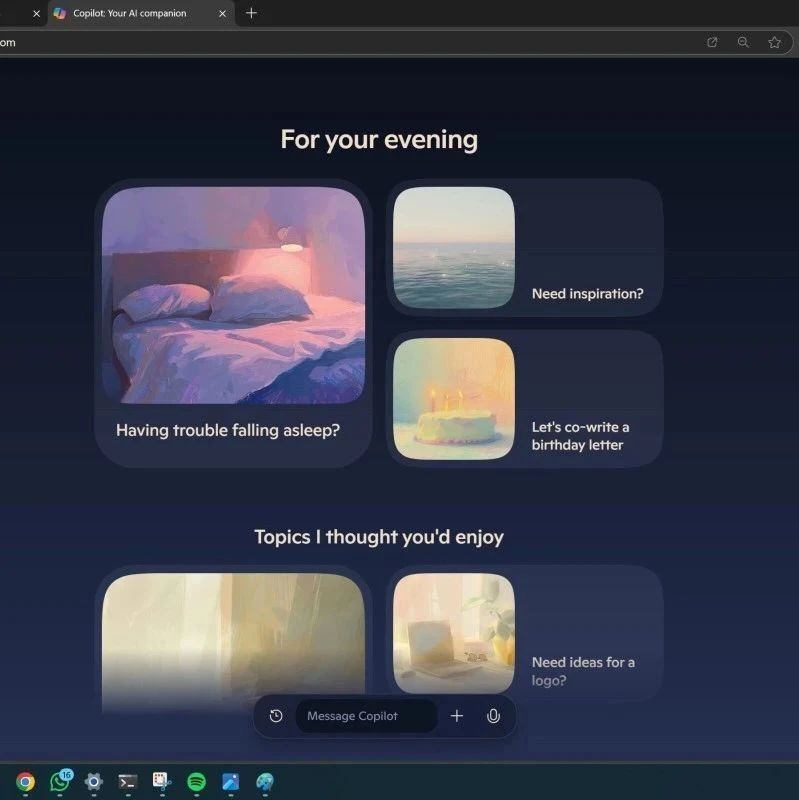 Copilot: Your AI companion
om
For your evening
Having trouble falling asleep?
Need inspiration?
Let's co-write a
birthday letter
Topics I thought you'd enjoy
Need ideas for a
logo?
Message Copilot
16